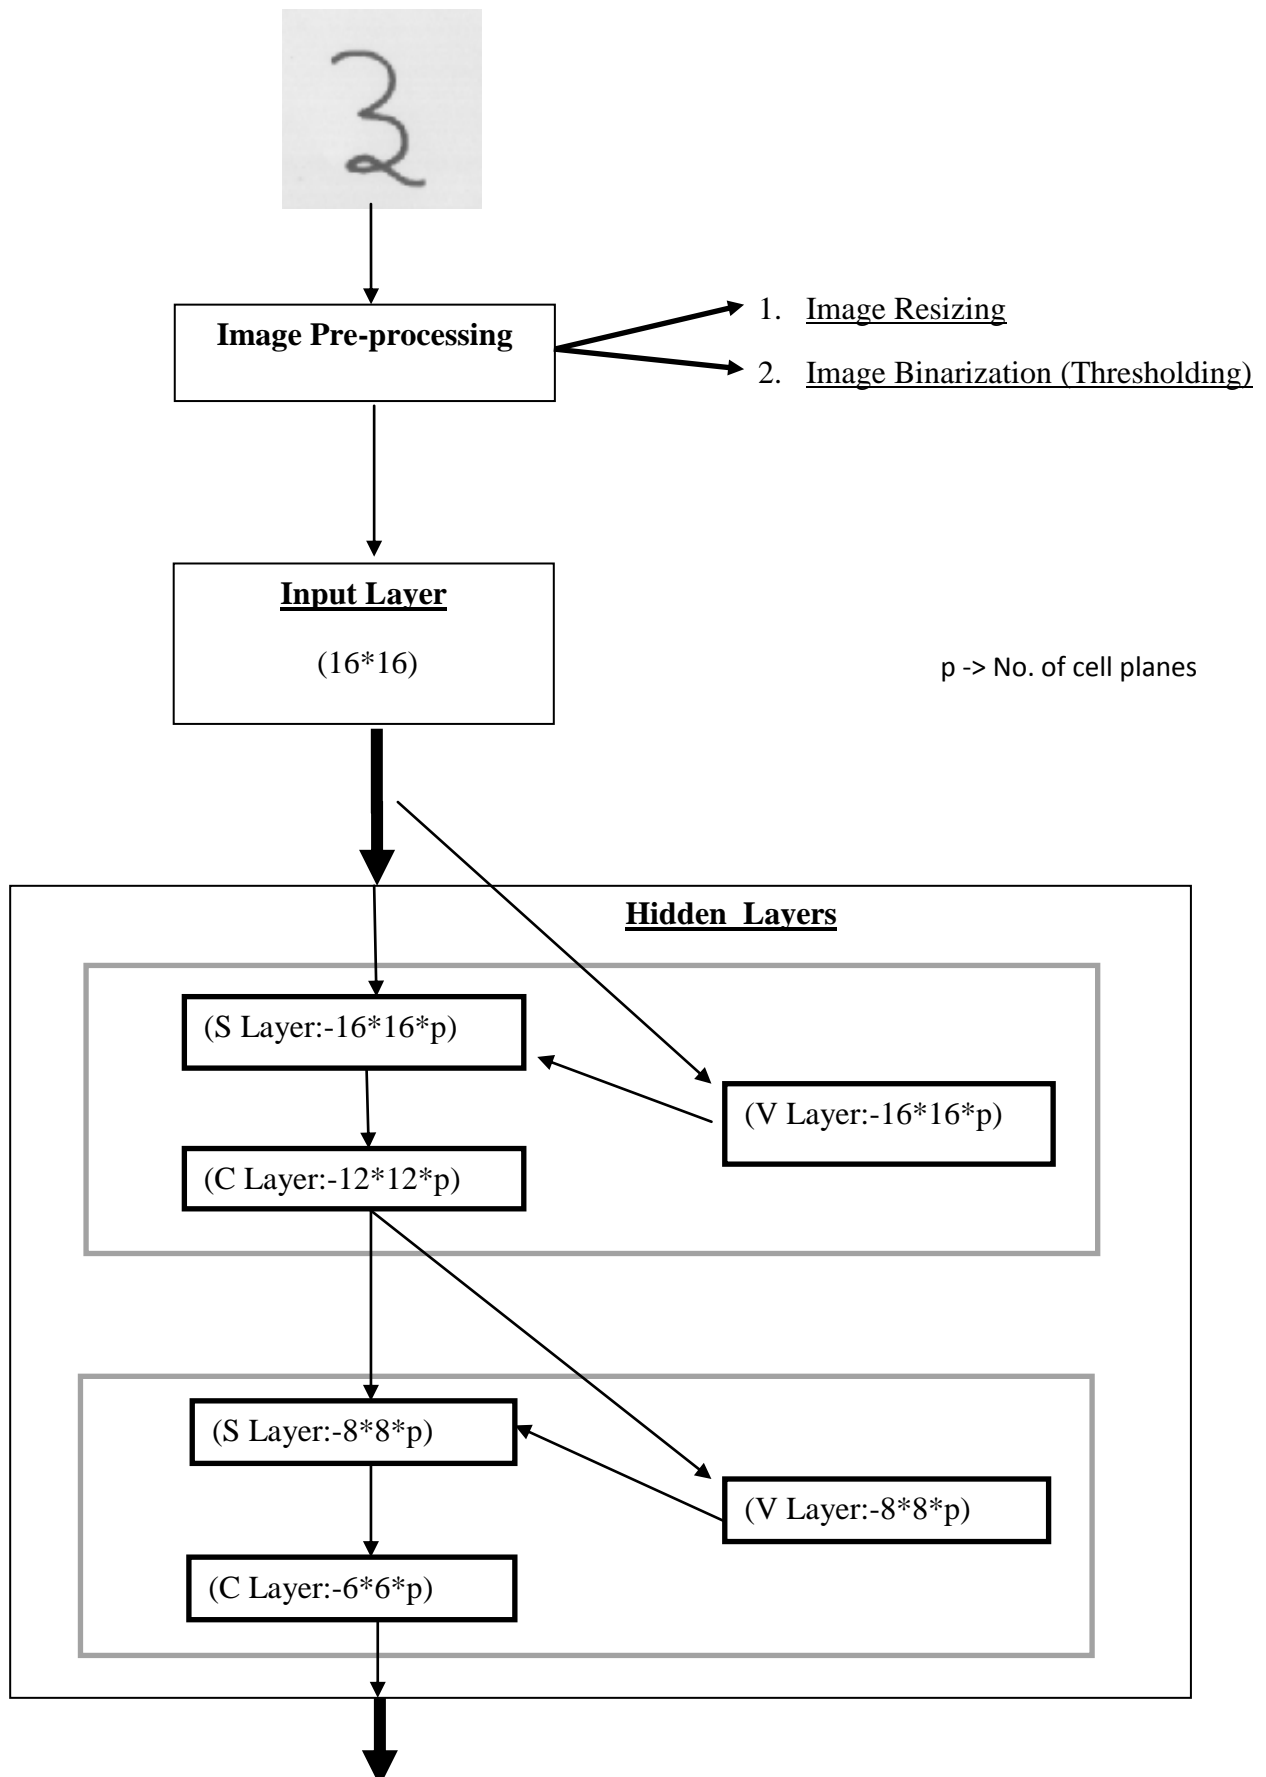 Image Pre-processing
1. Image Resizing
2. Image Binarization (Thresholding)
Input Layer
(16*16)
p -> No. of cell planes
Hidden Layers
(S Layer:-16*16*p)
(V Layer:-16*16*p)
(C Layer:-12*12*p)
(S Layer:-8*8*p)
(V Layer:-8*8*p)
(C Layer:-6*6*p)